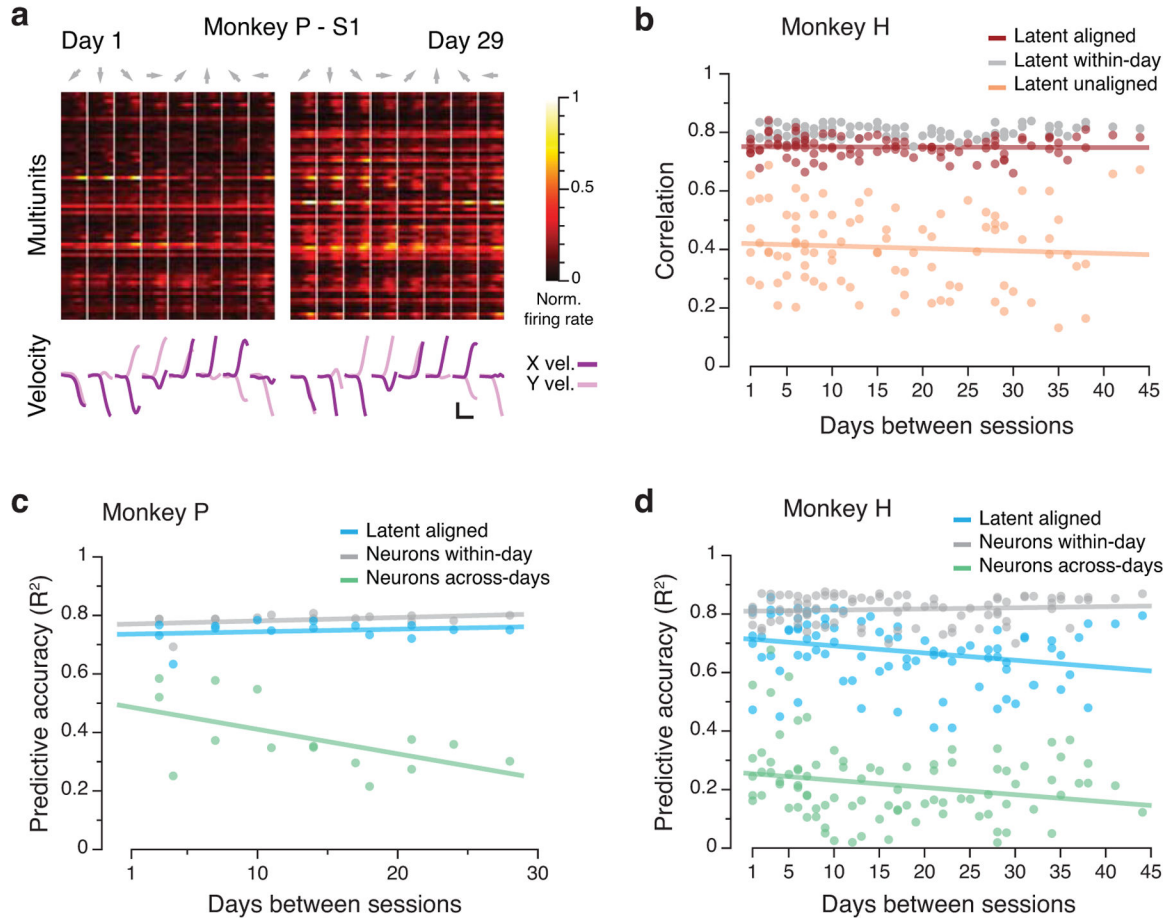 a
Monkey P - S1
Day 1
Day 29
Multiunits
1
0.5
0
Norm.
firing rate
Velocity
X vel.
Y vel.
b
Monkey H
Latent aligned
Latent within-day
Latent unaligned
Correlation
1
0.8
0.6
0.4
0.2
0
1 5 10 15 20 25 30 35 40 45
Days between sessions
c
Monkey P
Latent aligned
Neurons within-day
Neurons across-days
Predictive accuracy (R²)
1
0.8
0.6
0.4
0.2
0
1 10 20 30
Days between sessions
d
Monkey H
Latent aligned
Neurons within-day
Neurons across-days
Predictive accuracy (R²)
1
0.8
0.6
0.4
0.2
0
1 5 10 15 20 25 30 35 40 45
Days between sessions